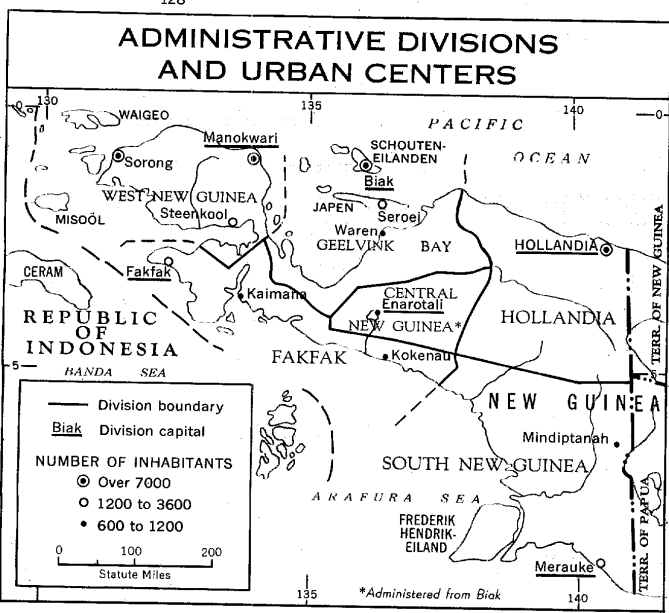 128
ADMINISTRATIVE DIVISIONS
AND URBAN CENTERS
130
135
140
0
WAIGEO
PACIFIC
OCEAN
Manokwari
Sorong
SCHOUTEN-
EILANDEN
Biak
WEST NEW GUINEA
Steenkool
MISOÖL
JAPEN
Seroei
Waren
GEELVINK BAY
HOLLANDIA
CERAM
Fakfak
Kaimana
CENTRAL
Enarotali
NEW GUINEA*
HOLLANDIA
TERR. OF NEW GUINEA
REPUBLIC
OF
INDONESIA
FAKFAK
Kokenau
5
5
BANDA SEA
NEW GUINEA
Division boundary
Biak Division capital
NUMBER OF INHABITANTS
Over 7000
1200 to 3600
600 to 1200
0 100 200
Statute Miles
Mindiptanah
SOUTH NEW GUINEA
ARAFURA SEA
FREDERIK
HENDRIK-
EILAND
TERR. OF PAPUA
Merauke
*Administered from Biak
135
140